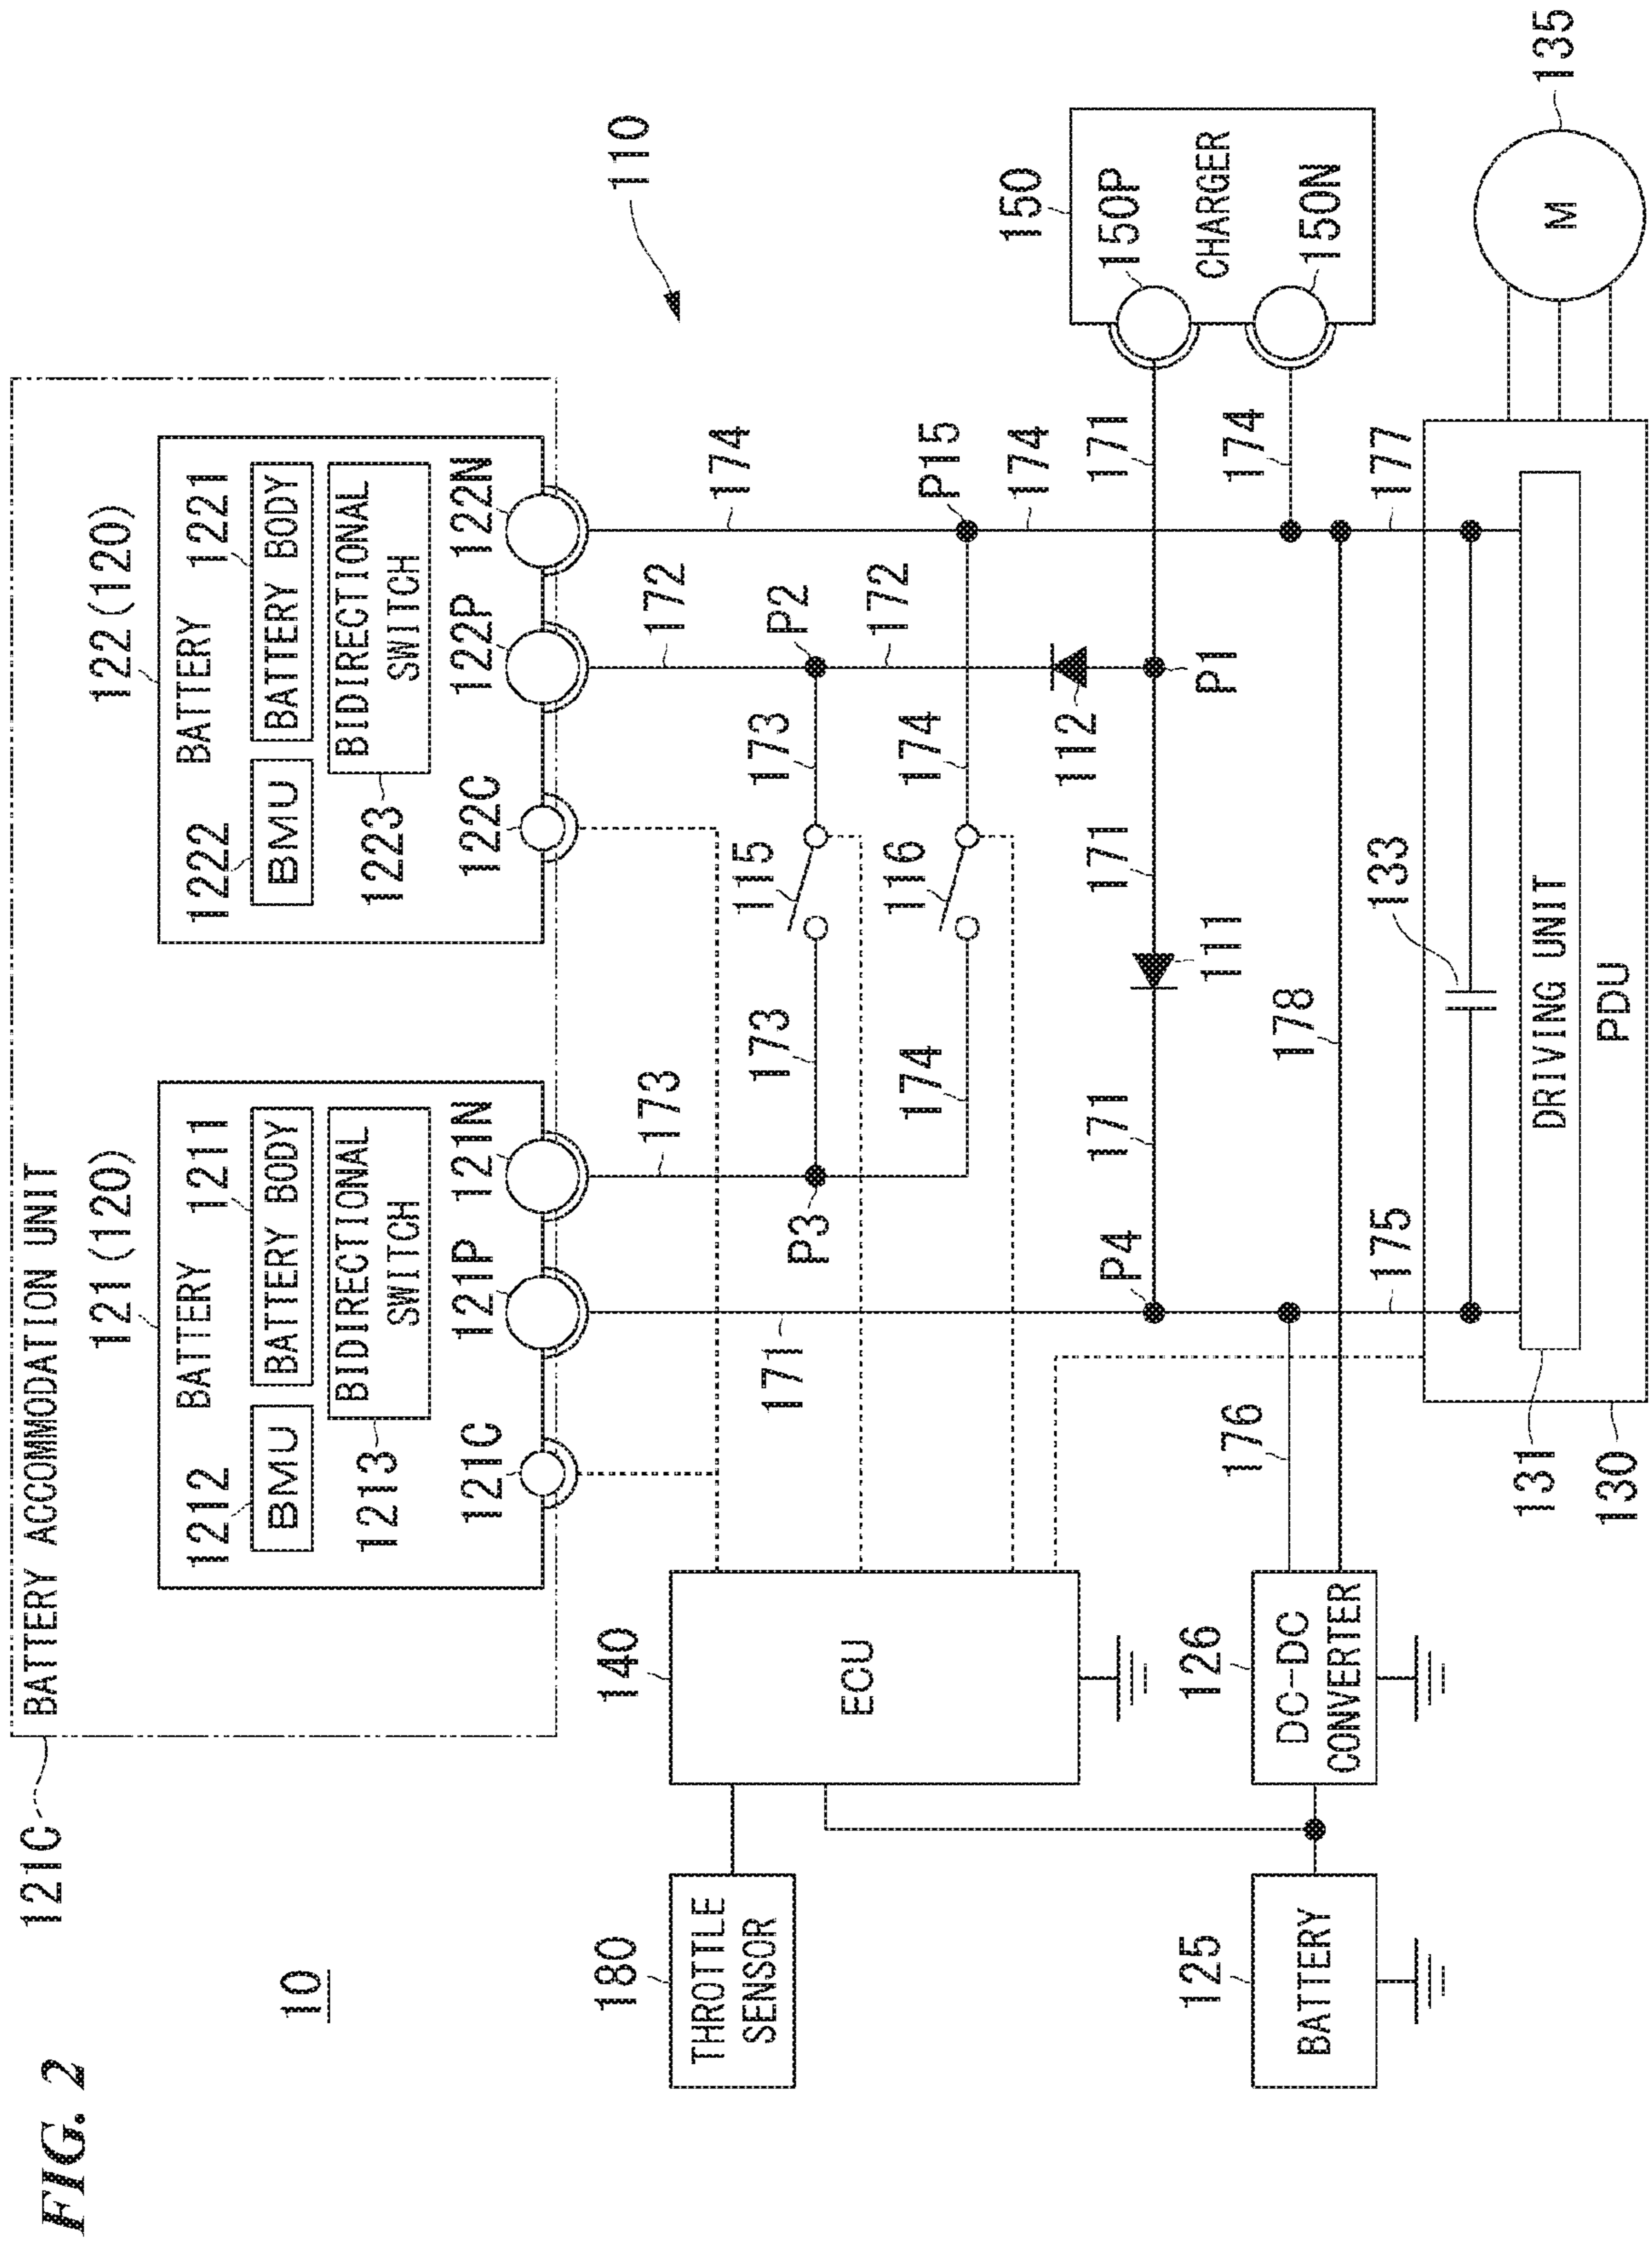 FIG. 2
10
121C
BATTERY ACCOMMODATION UNIT
121(120)
BATTERY
1212
BMU
1211
BATTERY BODY
1213
BIDIRECTIONAL
SWITCH
121C
121P
121N
122(120)
BATTERY
1222
BMU
1221
BATTERY BODY
1223
BIDIRECTIONAL
SWITCH
122C
122P
122N
110
173
172
174
171
P3
173
115
173
P2
172
174
116
174
P15
174
112
P1
P4
171
111
171
171
174
150
150P
CHARGER
150N
180
THROTTLE
SENSOR
140
ECU
125
BATTERY
126
DC-DC
CONVERTER
176
178
175
177
133
131
DRIVING UNIT
130
PDU
M
135